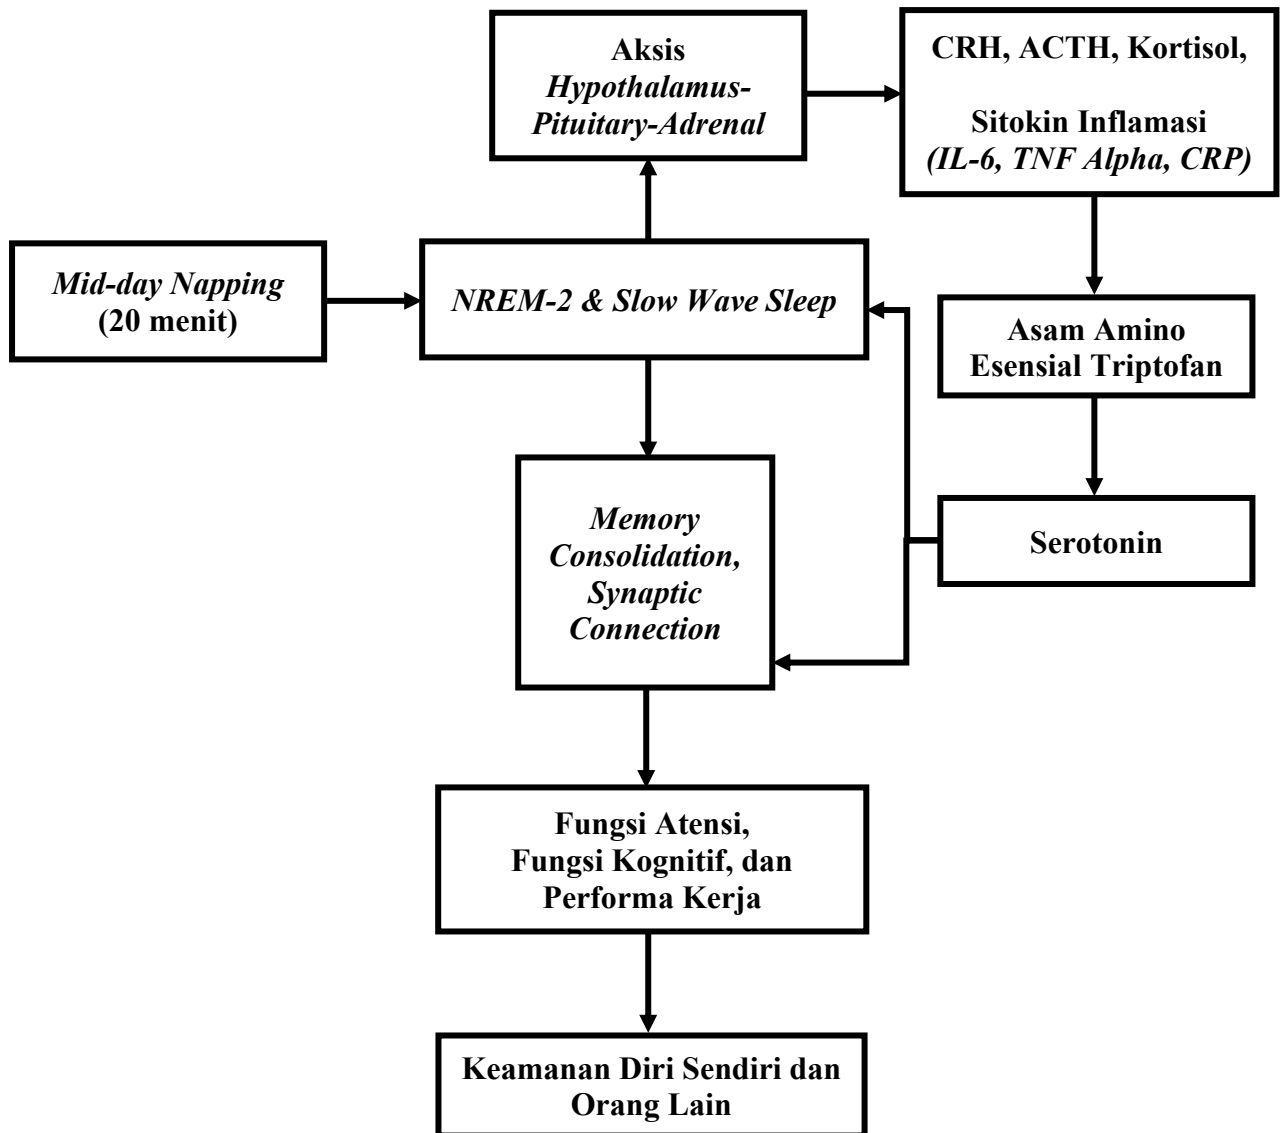 Aksis
Hypothalamus-
Pituitary-Adrenal
CRH, ACTH, Kortisol,
Sitokin Inflamasi
(IL-6, TNF Alpha, CRP)
Mid-day Napping
(20 menit)
NREM-2 & Slow Wave Sleep
Asam Amino
Esensial Triptofan
Memory
Consolidation,
Synaptic
Connection
Serotonin
Fungsi Atensi,
Fungsi Kognitif, dan
Performa Kerja
Keamanan Diri Sendiri dan
Orang Lain